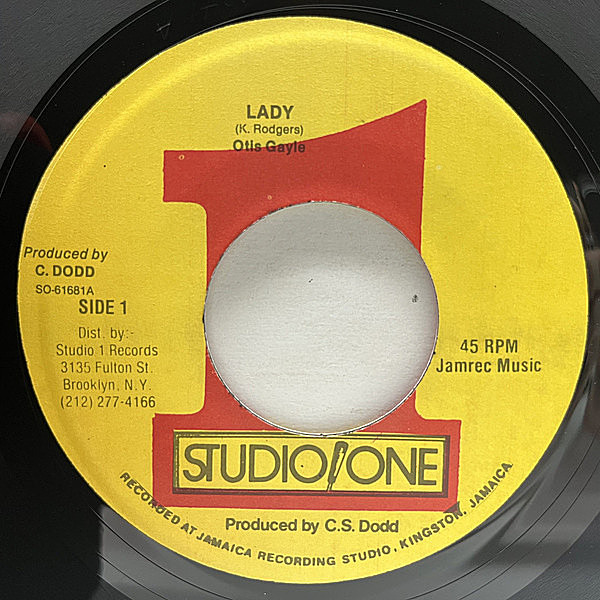 LADY
(K. Rodgers)
Otis Gayle
Produced by
C. DODD
SO-61681A
SIDE 1
Dist. by:-
Studio 1 Records
3135 Fulton St.
Brooklyn, N.Y.
(212) 277-4166
45 RPM
Jamrec Music
1
STUDIO ONE
Produced by C.S. Dodd
RECORDED AT JAMAICA RECORDING STUDIO, KINGSTON, JAMAICA